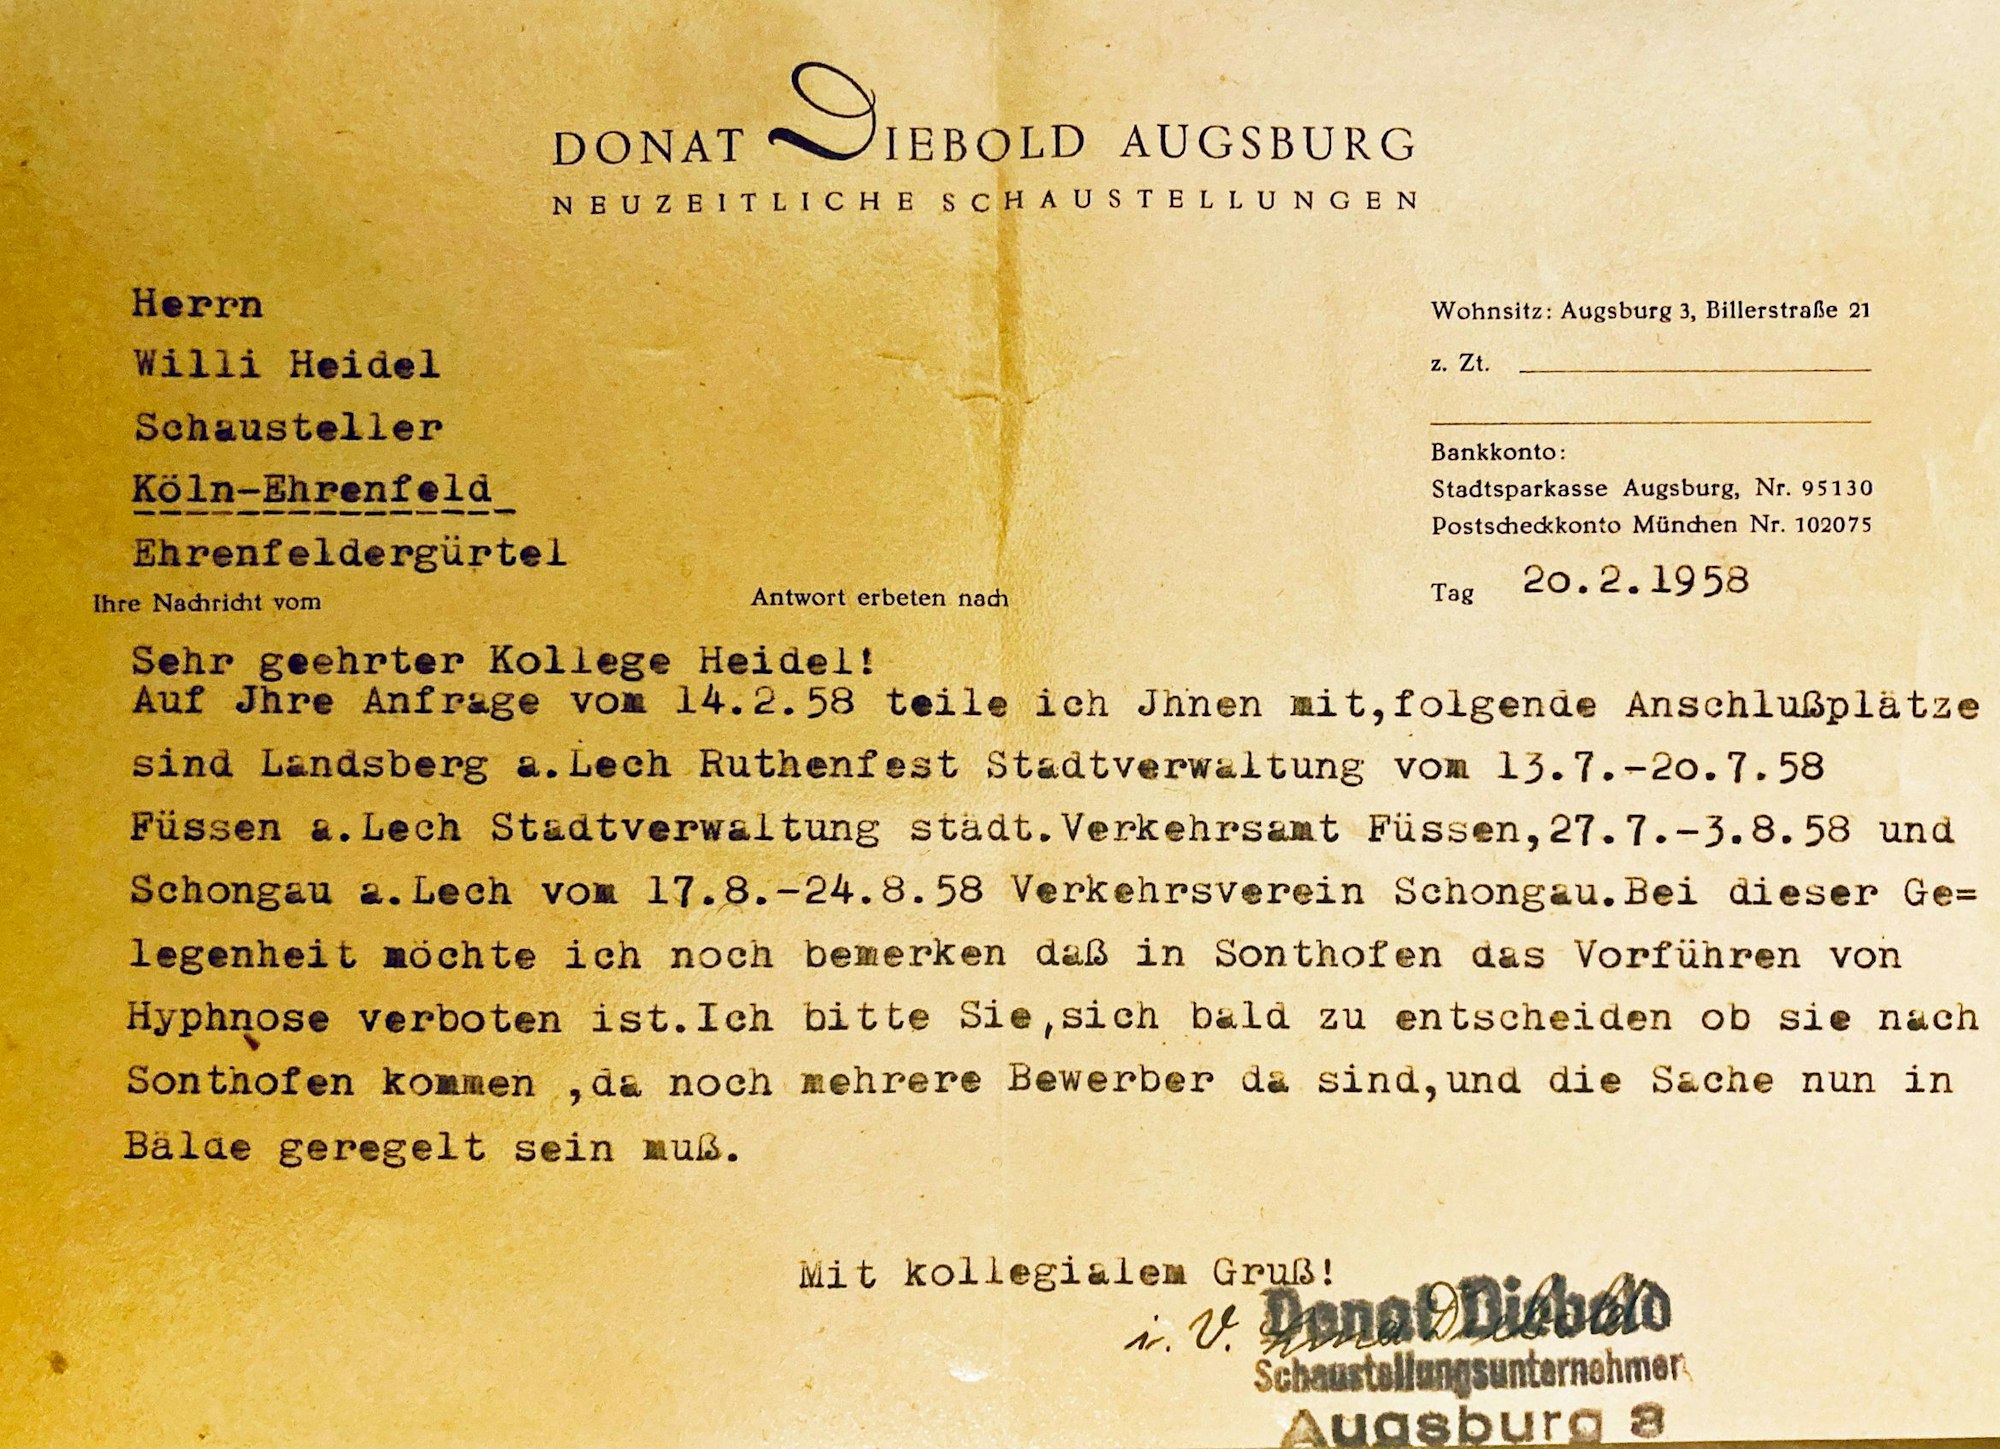 DONAT DIEBOLD AUGSBURG
NEUZEITLICHE SCHAUSTELLUNGEN
Herrn
Willi Heidel
Schausteller
Köln-Ehrenfeld
Ehrenfeldergürtel
Wohnsitz: Augsburg 3, Billerstraße 21
z. Zt.
Bankkonto:
Stadtsparkasse Augsburg, Nr. 95130
Postscheckkonto München Nr. 102075
Tag 2o.2.1958
Ihre Nachricht vom
Antwort erbeten nach
Sehr geehrter Kollege Heidel!
Auf Jhre Anfrage vom 14.2.58 teile ich Jhnen mit,folgende Anschlußplätze
sind Landsberg a.Lech Ruthenfest Stadtverwaltung vom 13.7.-2o.7.58
Füssen a.Lech Stadtverwaltung städt.Verkehrsamt Füssen,27.7.-3.8.58 und
Schongau a.Lech vom 17.8.-24.8.58 Verkehrsverein Schongau.Bei dieser Ge=
legenheit möchte ich noch bemerken daß in Sonthofen das Vorführen von
Hyphnose verboten ist.Ich bitte Sie,sich bald zu entscheiden ob sie nach
Sonthofen kommen ,da noch mehrere Bewerber da sind,und die Sache nun in
Bälde geregelt sein muß.
Mit kollegialem Gruß!
i. V. Diebold
Donat Diebold
Schaustellungsunternehmer
Augsburg